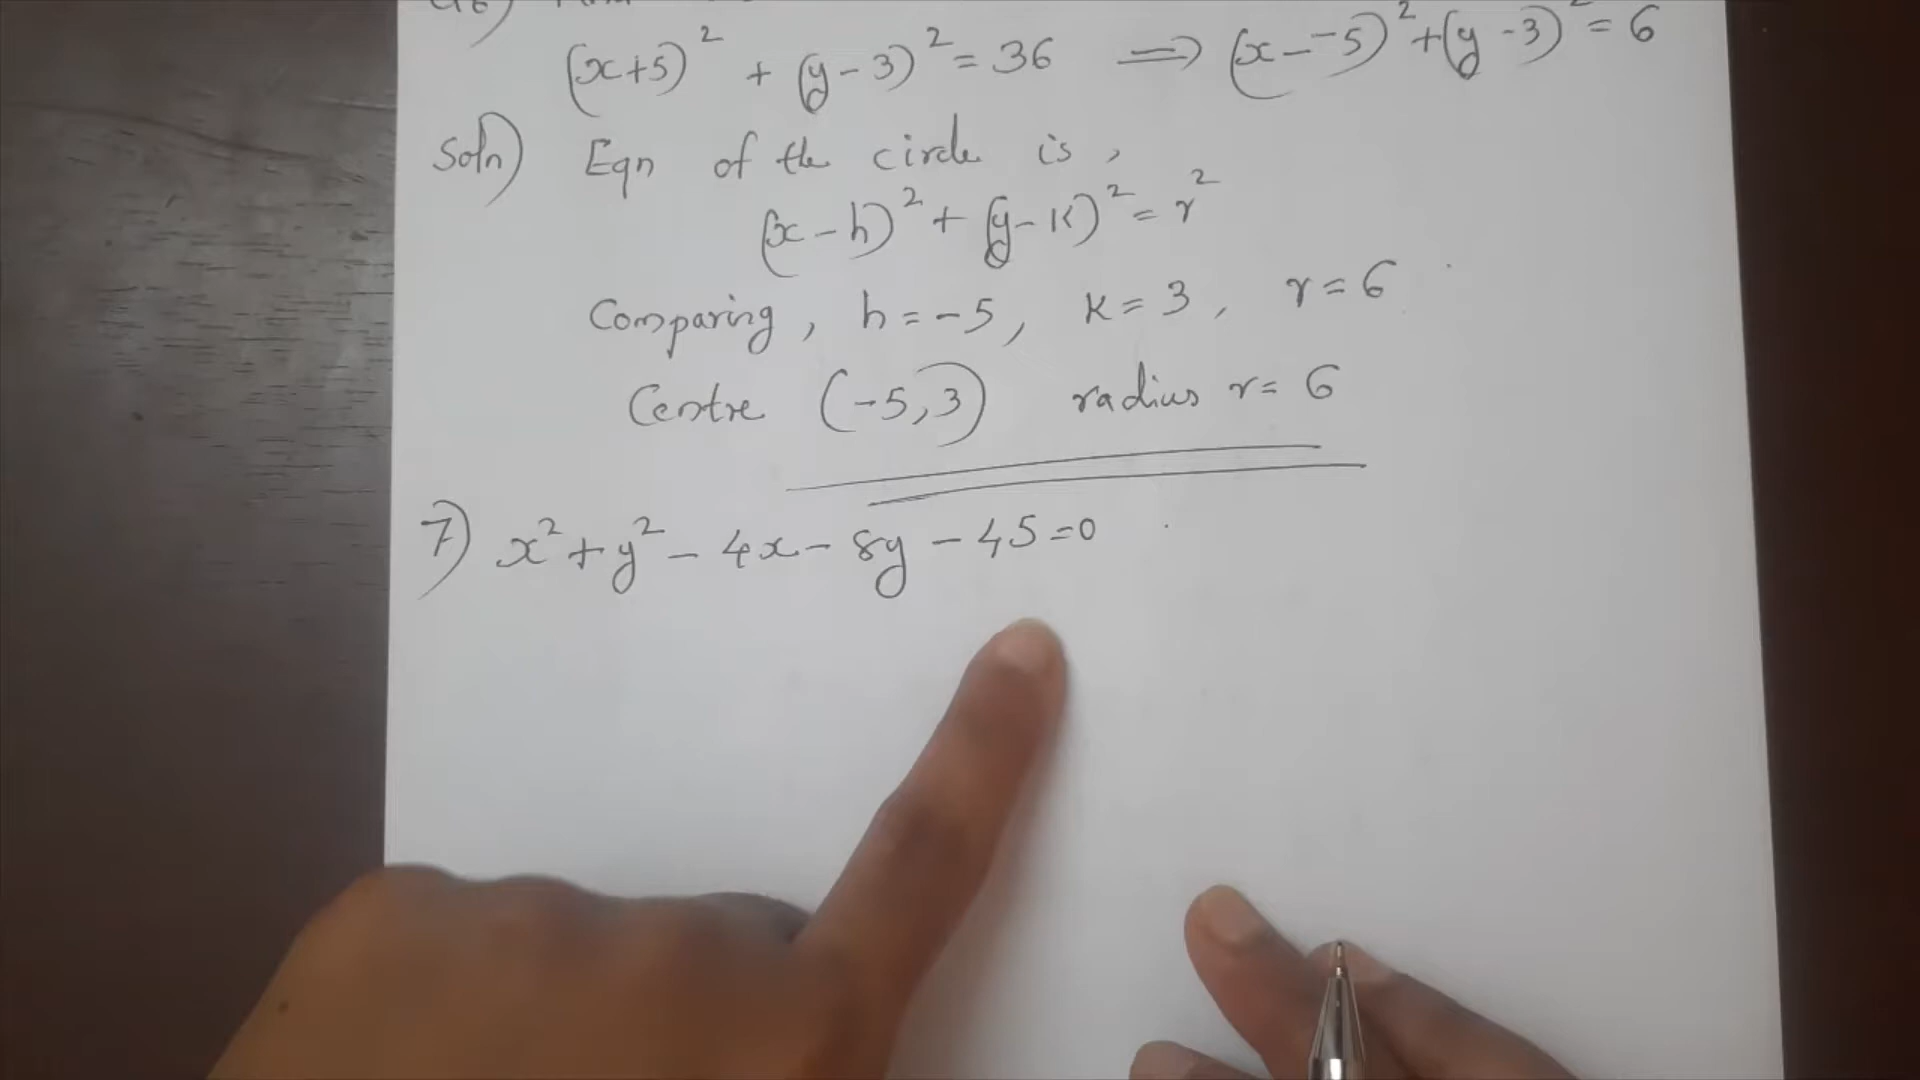 (x+5)² + (y-3)² = 36 ⟹ (x--5)² + (y-3)² = 6
Soln) Eqn of the circle is,
(x-h)² + (y-k)² = r²
Comparing, h=-5, k=3, r=6
Centre (-5,3) radius r=6
7) x²+y²-4x-8y-45=0